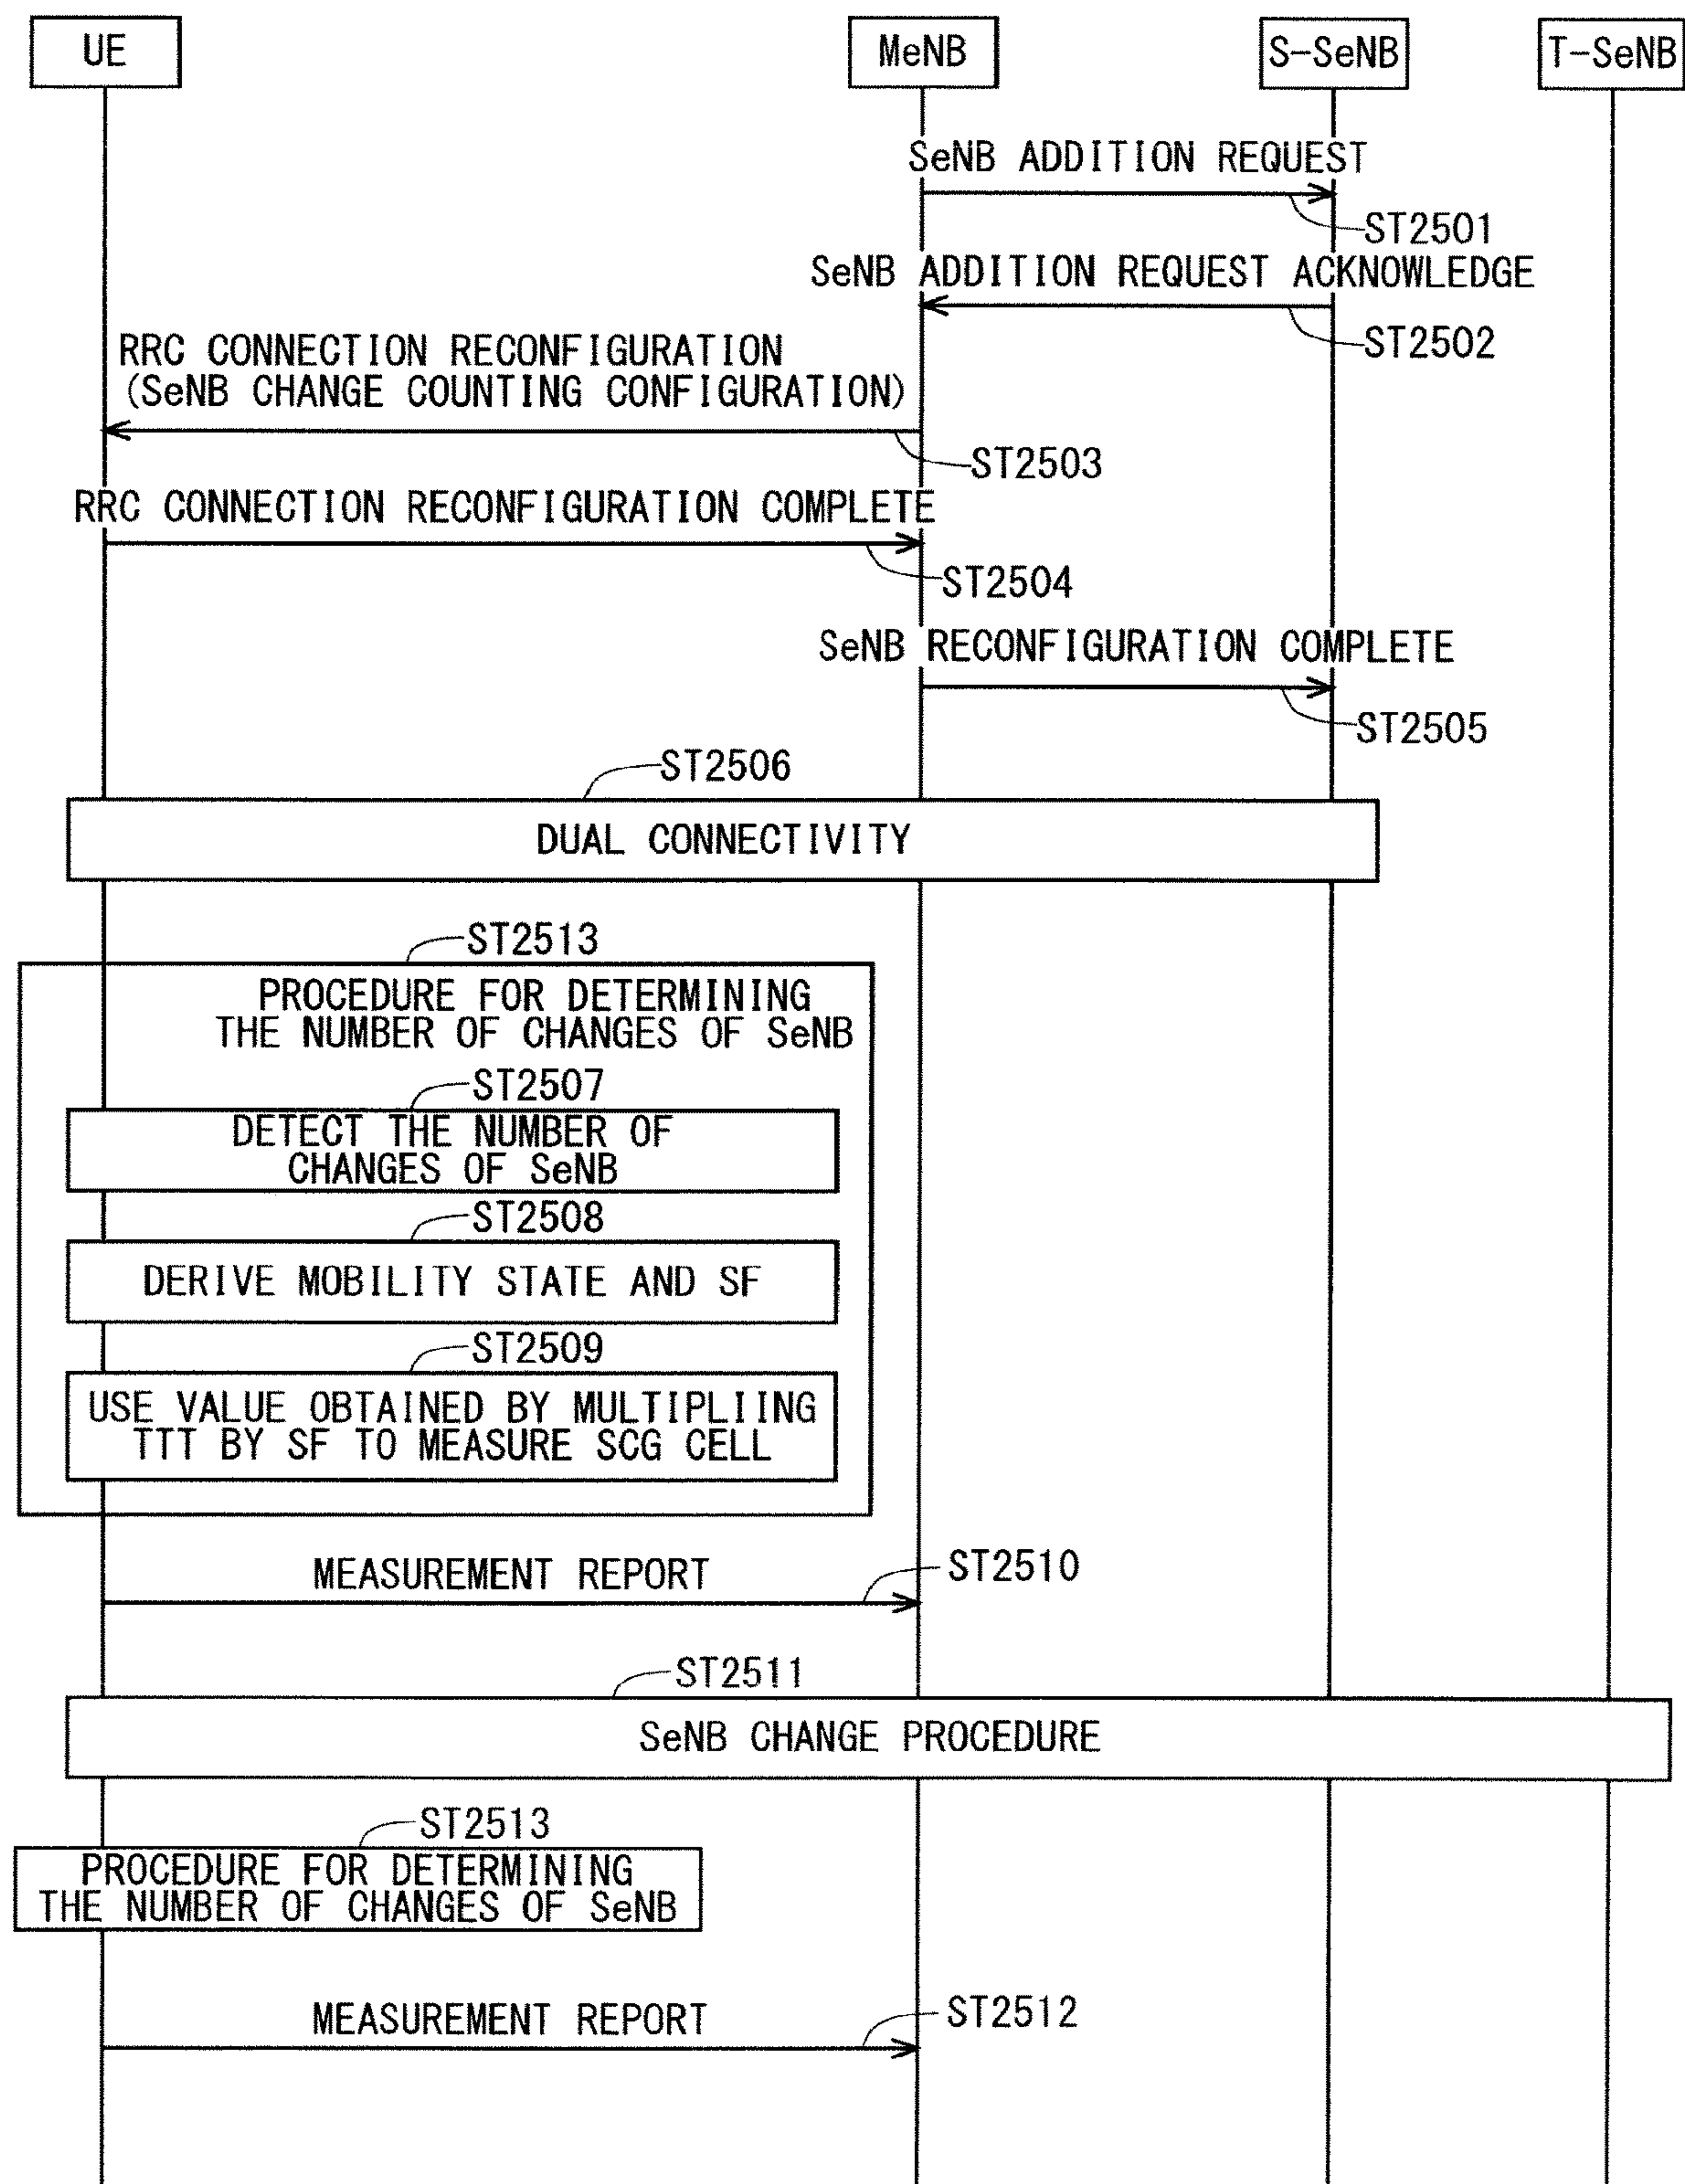 UE
MeNB
S-SeNB
T-SeNB
SeNB ADDITION REQUEST
ST2501
SeNB ADDITION REQUEST ACKNOWLEDGE
ST2502
RRC CONNECTION RECONFIGURATION
(SeNB CHANGE COUNTING CONFIGURATION)
ST2503
RRC CONNECTION RECONFIGURATION COMPLETE
ST2504
SeNB RECONFIGURATION COMPLETE
ST2505
ST2506
DUAL CONNECTIVITY
ST2513
PROCEDURE FOR DETERMINING
THE NUMBER OF CHANGES OF SeNB
ST2507
DETECT THE NUMBER OF
CHANGES OF SeNB
ST2508
DERIVE MOBILITY STATE AND SF
ST2509
USE VALUE OBTAINED BY MULTIPLIING
TTT BY SF TO MEASURE SCG CELL
MEASUREMENT REPORT
ST2510
ST2511
SeNB CHANGE PROCEDURE
ST2513
PROCEDURE FOR DETERMINING
THE NUMBER OF CHANGES OF SeNB
MEASUREMENT REPORT
ST2512